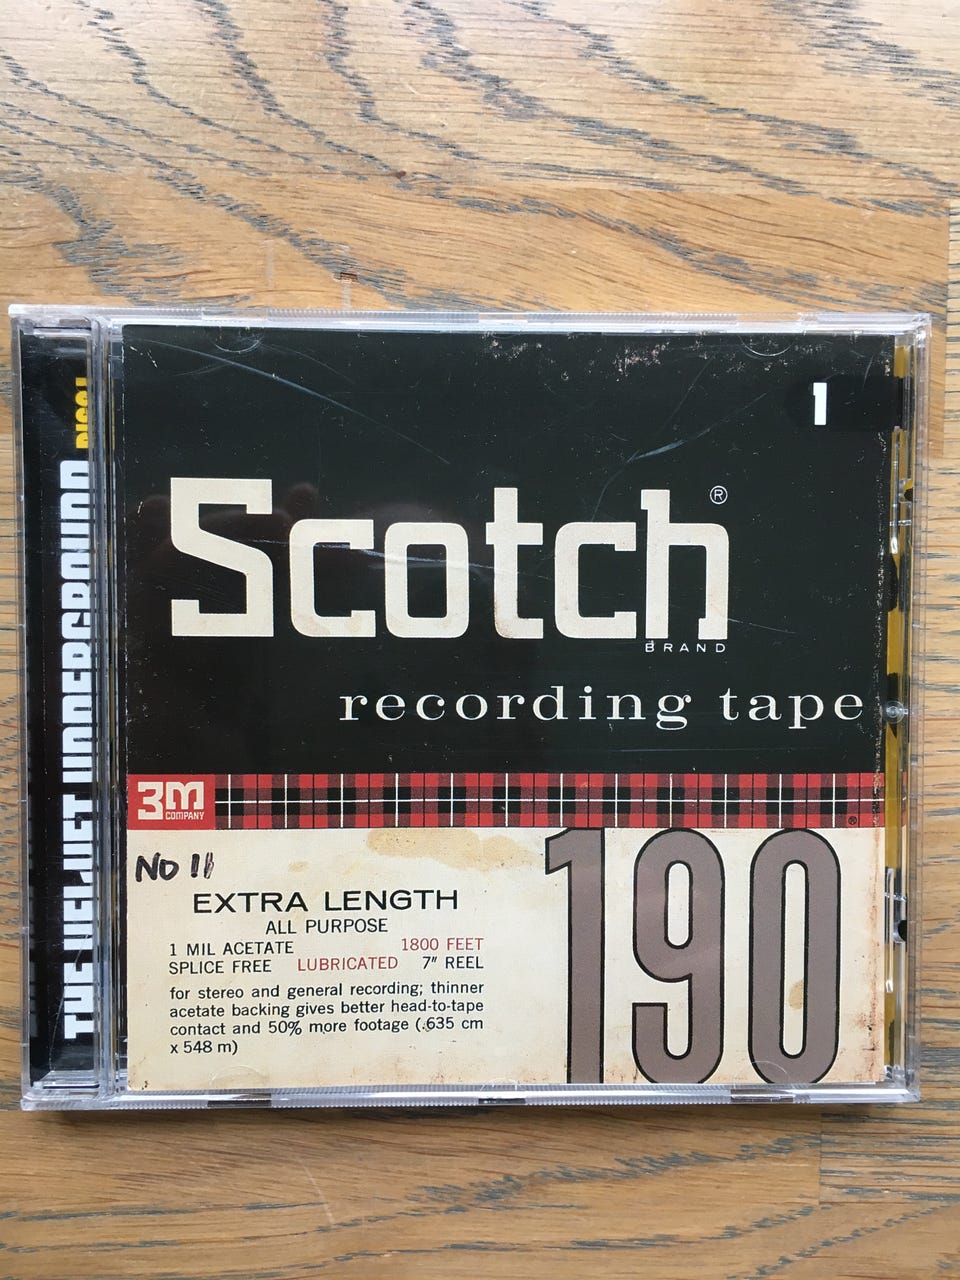 THE VELVET UNDERGROUND DISC 1
1
Scotch®
BRAND
recording tape
3M
COMPANY
®
No 11
190
EXTRA LENGTH
ALL PURPOSE
1 MIL ACETATE 1800 FEET
SPLICE FREE LUBRICATED 7" REEL
for stereo and general recording; thinner
acetate backing gives better head-to-tape
contact and 50% more footage (.635 cm
x 548 m)